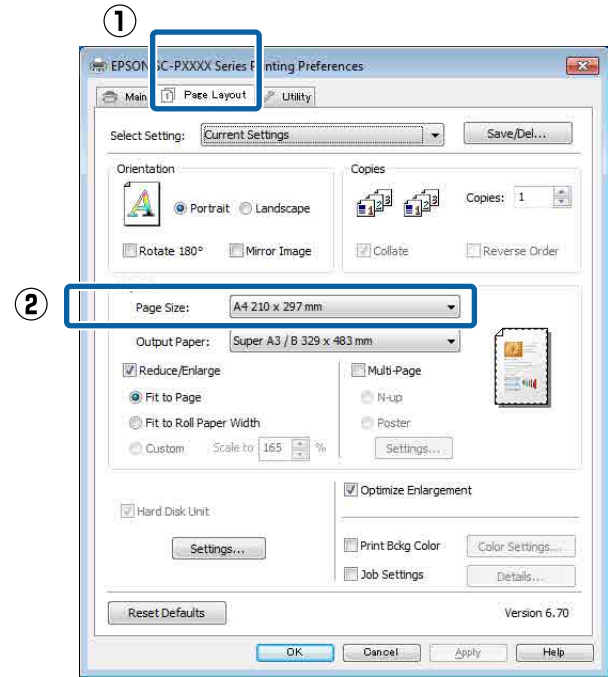 ①
EPSON SC-PXXXX Series Printing Preferences
Main Page Layout Utility
Select Setting: Current Settings Save/Del...
Orientation Copies
Portrait Landscape Copies: 1
Rotate 180° Mirror Image Collate Reverse Order
②
Page Size: A4 210 x 297 mm
Output Paper: Super A3 / B 329 x 483 mm
Reduce/Enlarge Multi-Page
Fit to Page N-up
Fit to Roll Paper Width Poster
Custom Scale to 165 % Settings...
Optimize Enlargement
Hard Disk Unit
Settings... Print Bckg Color Color Settings...
Job Settings Details...
Reset Defaults Version 6.70
OK Cancel Apply Help